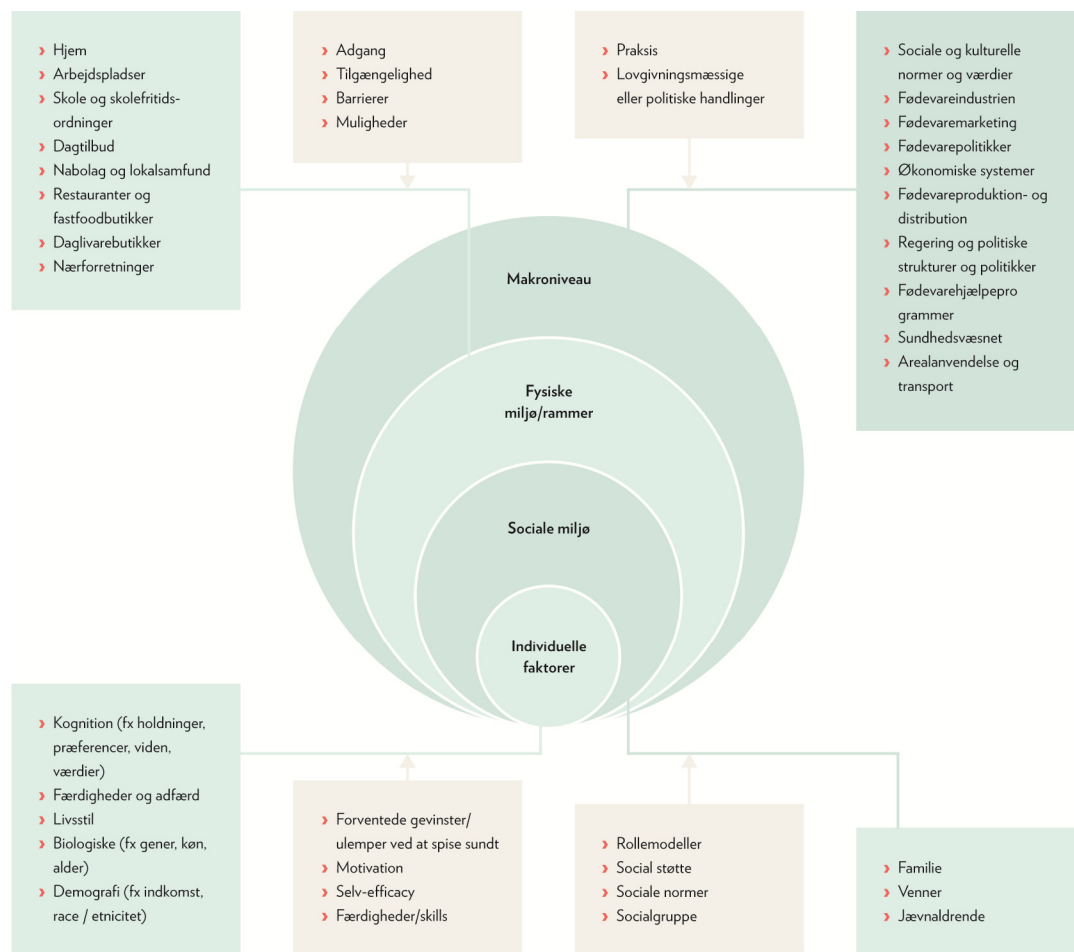 › Hjem
› Arbejdspladser
› Skole og skolefritids-
ordninger
› Dagtilbud
› Nabolag og lokalsamfund
› Restauranter og
fastfoodbutikker
› Daglivarebutikker
› Nærforretninger
› Adgang
› Tilgængelighed
› Barrierer
› Muligheder
› Praksis
› Lovgivningsmæssige
eller politiske handlinger
› Sociale og kulturelle
normer og værdier
› Fødevareindustrien
› Fødevaremarketing
› Fødevarepolitikker
› Økonomiske systemer
› Fødevareproduktion- og
distribution
› Regering og politiske
strukturer og politikker
› Fødevarehjælpepro
grammer
› Sundhedsvæsnet
› Arealanvendelse og
transport
Makroniveau
Fysiske
miljø/rammer
Sociale miljø
Individuelle
faktorer
› Kognition (fx holdninger,
præferencer, viden,
værdier)
› Færdigheder og adfærd
› Livsstil
› Biologiske (fx gener, køn,
alder)
› Demografi (fx indkomst,
race / etnicitet)
› Forventede gevinster/
ulemper ved at spise sundt
› Motivation
› Selv-efficacy
› Færdigheder/skills
› Rollemodeller
› Social støtte
› Sociale normer
› Socialgruppe
› Familie
› Venner
› Jævnaldrende